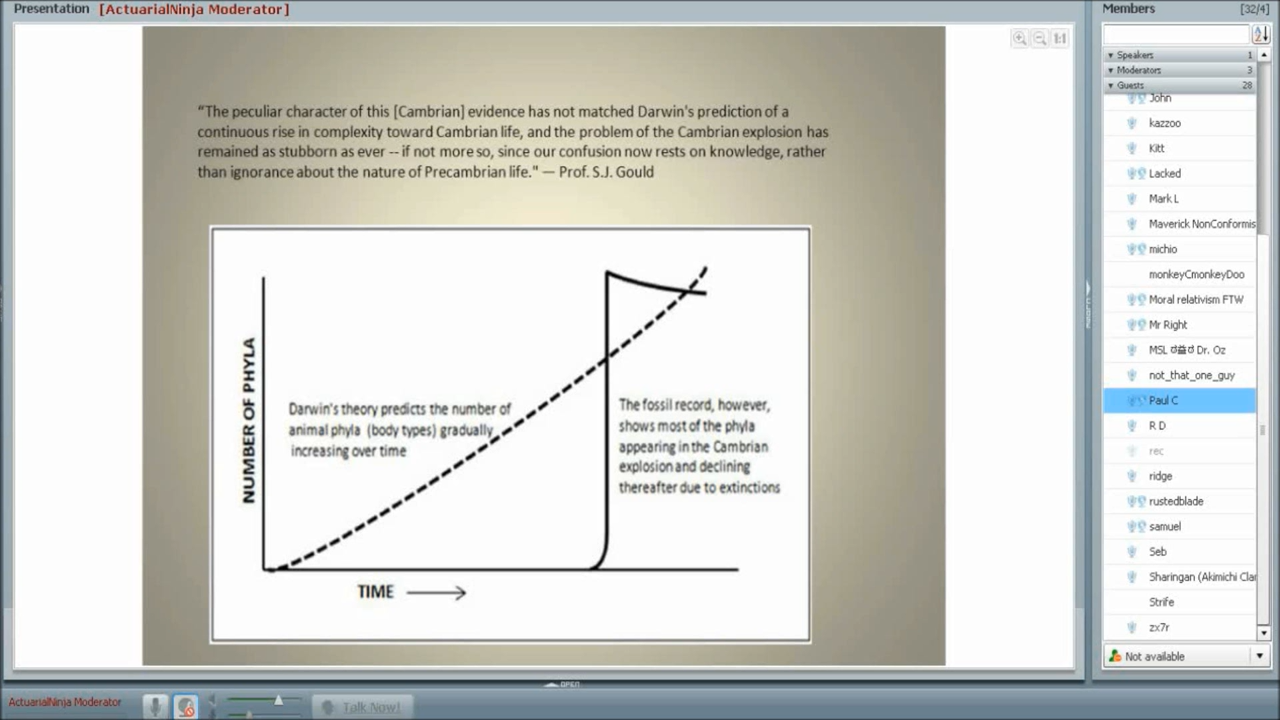 Presentation [ActuarialNinja Moderator]
Members [32/4]
Speakers 1
Moderators 3
Guests 28
John
kazzoo
Kitt
Lacked
Mark L
Maverick NonConformis
michio
monkeyCmonkeyDoo
Moral relativism FTW
Mr Right
Dr. Oz
not_that_one_guy
Paul C
R D
rec
ridge
rustedblade
samuel
Seb
Sharingan (Akimichi Clar
Strife
zx7r
Not available
“The peculiar character of this [Cambrian] evidence has not matched Darwin's prediction of a
continuous rise in complexity toward Cambrian life, and the problem of the Cambrian explosion has
remained as stubborn as ever -- if not more so, since our confusion now rests on knowledge, rather
than ignorance about the nature of Precambrian life." — Prof. S.J. Gould
NUMBER OF PHYLA
Darwin's theory predicts the number of
animal phyla (body types) gradually
increasing over time
The fossil record, however,
shows most of the phyla
appearing in the Cambrian
explosion and declining
thereafter due to extinctions
TIME
OPEN
ActuarialNinja Moderator
Talk Now!